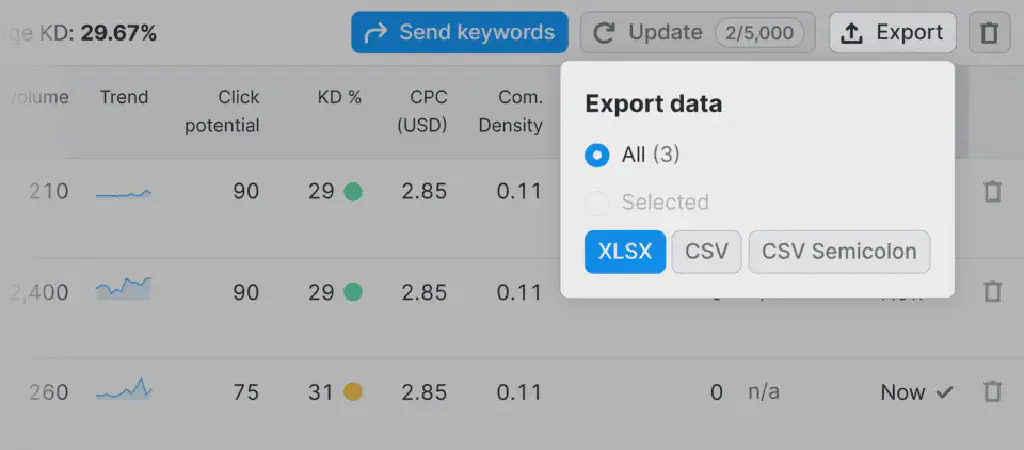 ge KD: 29.67%
Send keywords
Update 2/5,000
Export
Export data
All (3)
Selected
XLSX CSV CSV Semicolon
olume Trend Click potential KD % CPC (USD) Com. Density
210 90 29 2.85 0.11
2,400 90 29 2.85 0.11
260 75 31 2.85 0.11 0 n/a Now